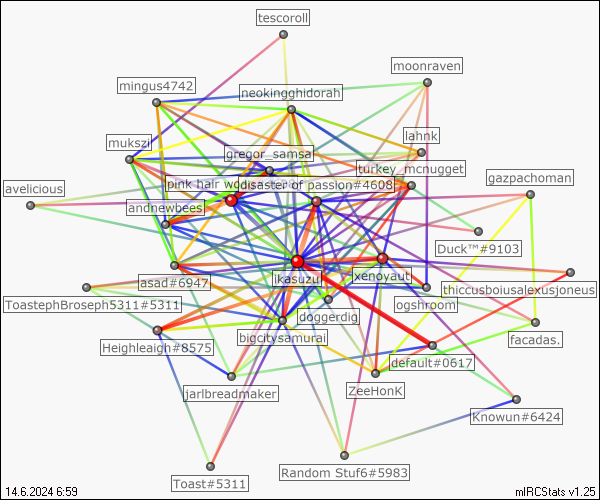 tescoroll
moonraven
mingus4742
neokingghidorah
lahnk
mukszi
gregor_samsa
turkey_mcnugget
gazpachoman
avelicious
pink hair wo
disaster of passion#4608
andnewbees
Duck™#9103
asad#6947
ikasuzu
xenoyaut
thiccusboiusalexusjoneus
ToastephBroseph5311#5311
ogshroom
doggerdig
bigcitysamurai
facadas.
Heighleaigh#8575
default#0617
jarlbreadmaker
ZeeHonK
Knowun#6424
Toast#5311
Random Stuf6#5983
14.6.2024 6:59
mIRCStats v1.25